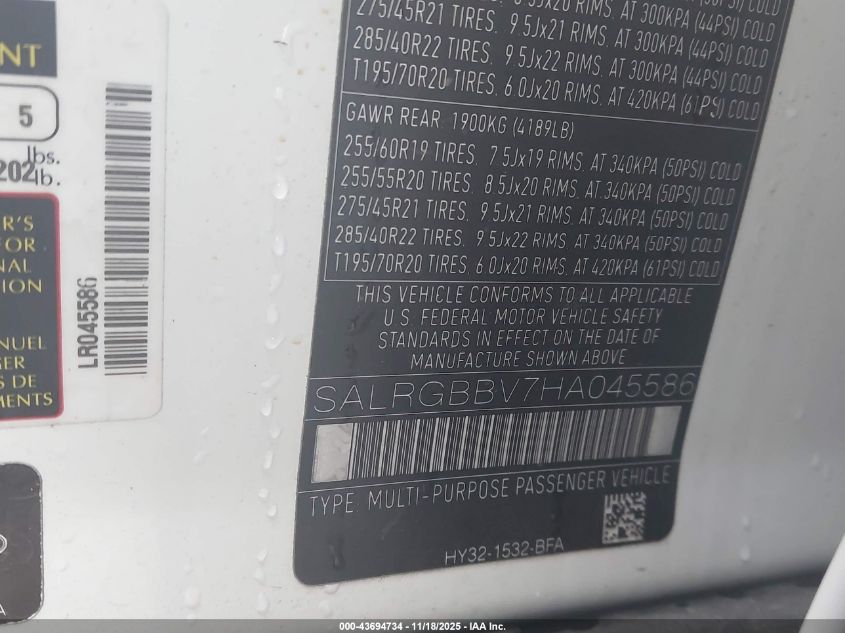 NT
5
lbs.
202
lb.
ER'S
FOR
NAL
TION
ANUEL
GER
S DE
MENTS
LR045586
275/45R21 TIRES, 9.5Jx21 RIMS, AT 300KPA (44PSI) COLD
285/40R22 TIRES, 9.5Jx22 RIMS, AT 300KPA (44PSI) COLD
T195/70R20 TIRES, 6.0Jx20 RIMS, AT 420KPA (61PSI) COLD
GAWR REAR: 1900KG (4189LB)
255/60R19 TIRES, 7.5Jx19 RIMS, AT 340KPA (50PSI) COLD
255/55R20 TIRES, 8.5Jx20 RIMS, AT 340KPA (50PSI) COLD
275/45R21 TIRES, 9.5Jx21 RIMS, AT 340KPA (50PSI) COLD
285/40R22 TIRES, 9.5Jx22 RIMS, AT 340KPA (50PSI) COLD
T195/70R20 TIRES, 6.0Jx20 RIMS, AT 420KPA (61PSI) COLD
THIS VEHICLE CONFORMS TO ALL APPLICABLE
U.S. FEDERAL MOTOR VEHICLE SAFETY
STANDARDS IN EFFECT ON THE DATE OF
MANUFACTURE SHOWN ABOVE
SALRGBBV7HA045586
TYPE: MULTI-PURPOSE PASSENGER VEHICLE
HY32-1532-BFA
000-43694734 - 11/18/2025 - IAA Inc.